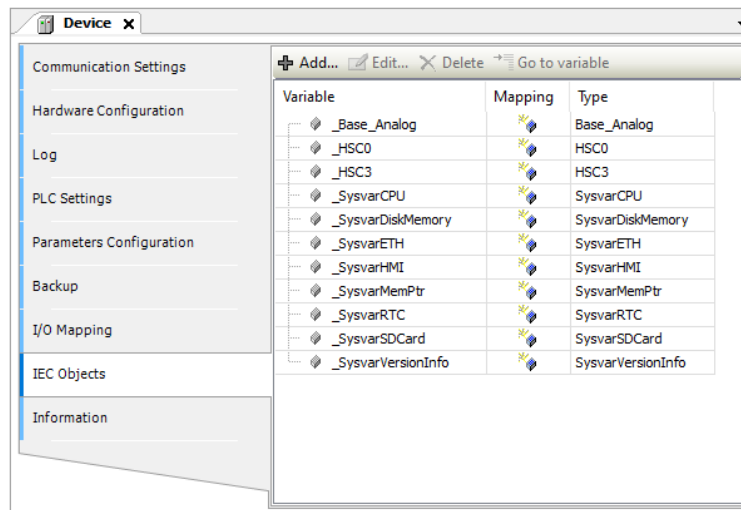 Device X
Communication Settings
Hardware Configuration
Log
PLC Settings
Parameters Configuration
Backup
I/O Mapping
IEC Objects
Information
Add... Edit... Delete Go to variable
Variable Mapping Type
_Base_Analog Base_Analog
_HSC0 HSC0
_HSC3 HSC3
_SysvarCPU SysvarCPU
_SysvarDiskMemory SysvarDiskMemory
_SysvarETH SysvarETH
_SysvarHMI SysvarHMI
_SysvarMemPtr SysvarMemPtr
_SysvarRTC SysvarRTC
_SysvarSDCard SysvarSDCard
_SysvarVersionInfo SysvarVersionInfo